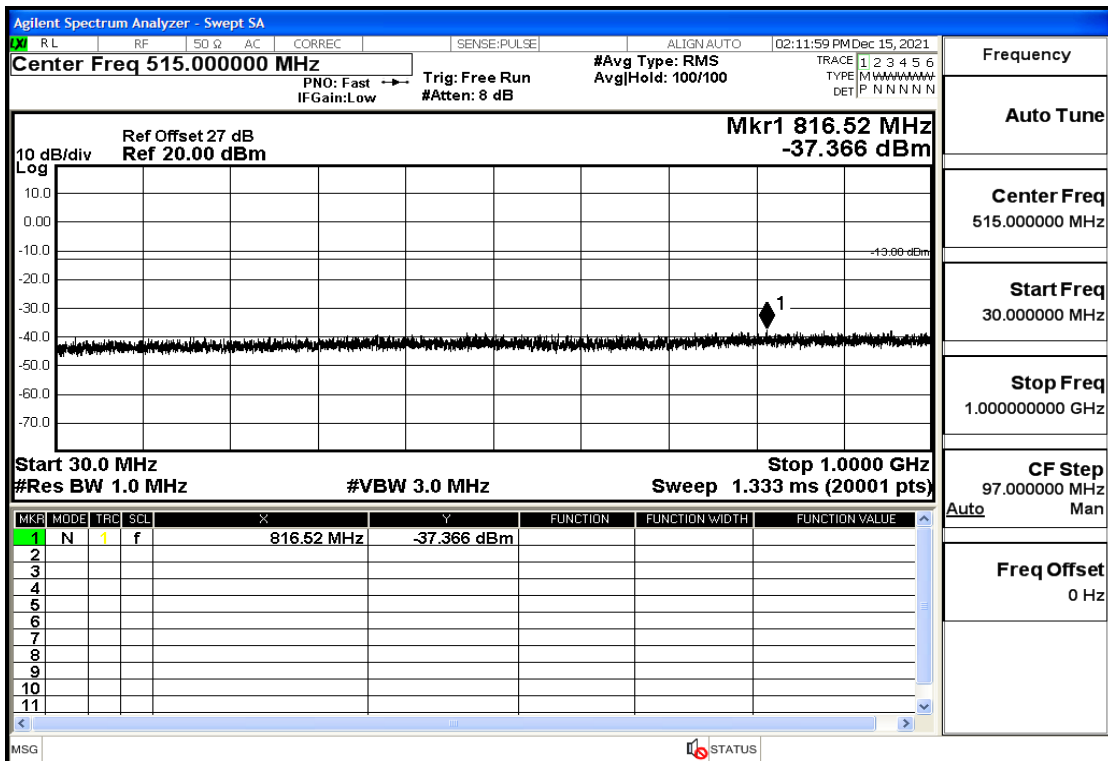 Agilent Spectrum Analyzer - Swept SA
LXI RL RF 50 Ω AC CORREC SENSE:PULSE ALIGN AUTO 02:11:59 PM Dec 15, 2021
Center Freq 515.000000 MHz
PNO: Fast
IFGain:Low
Trig: Free Run
#Atten: 8 dB
#Avg Type: RMS
Avg|Hold: 100/100
TRACE 1 2 3 4 5 6
TYPE M WWWWW
DET P N N N N N
Ref Offset 27 dB
10 dB/div Ref 20.00 dBm
Log
Mkr1 816.52 MHz
-37.366 dBm
10.0
0.00
-10.0
-13.00 dBm
-20.0
-30.0
1
-40.0
-50.0
-60.0
-70.0
Start 30.0 MHz Stop 1.0000 GHz
#Res BW 1.0 MHz #VBW 3.0 MHz Sweep 1.333 ms (20001 pts)
MKR MODE TRC SCL X Y FUNCTION FUNCTION WIDTH FUNCTION VALUE
1 N 1 f 816.52 MHz -37.366 dBm
2
3
4
5
6
7
8
9
10
11
MSG STATUS
Frequency
Auto Tune
Center Freq
515.000000 MHz
Start Freq
30.000000 MHz
Stop Freq
1.000000000 GHz
CF Step
97.000000 MHz
Auto Man
Freq Offset
0 Hz